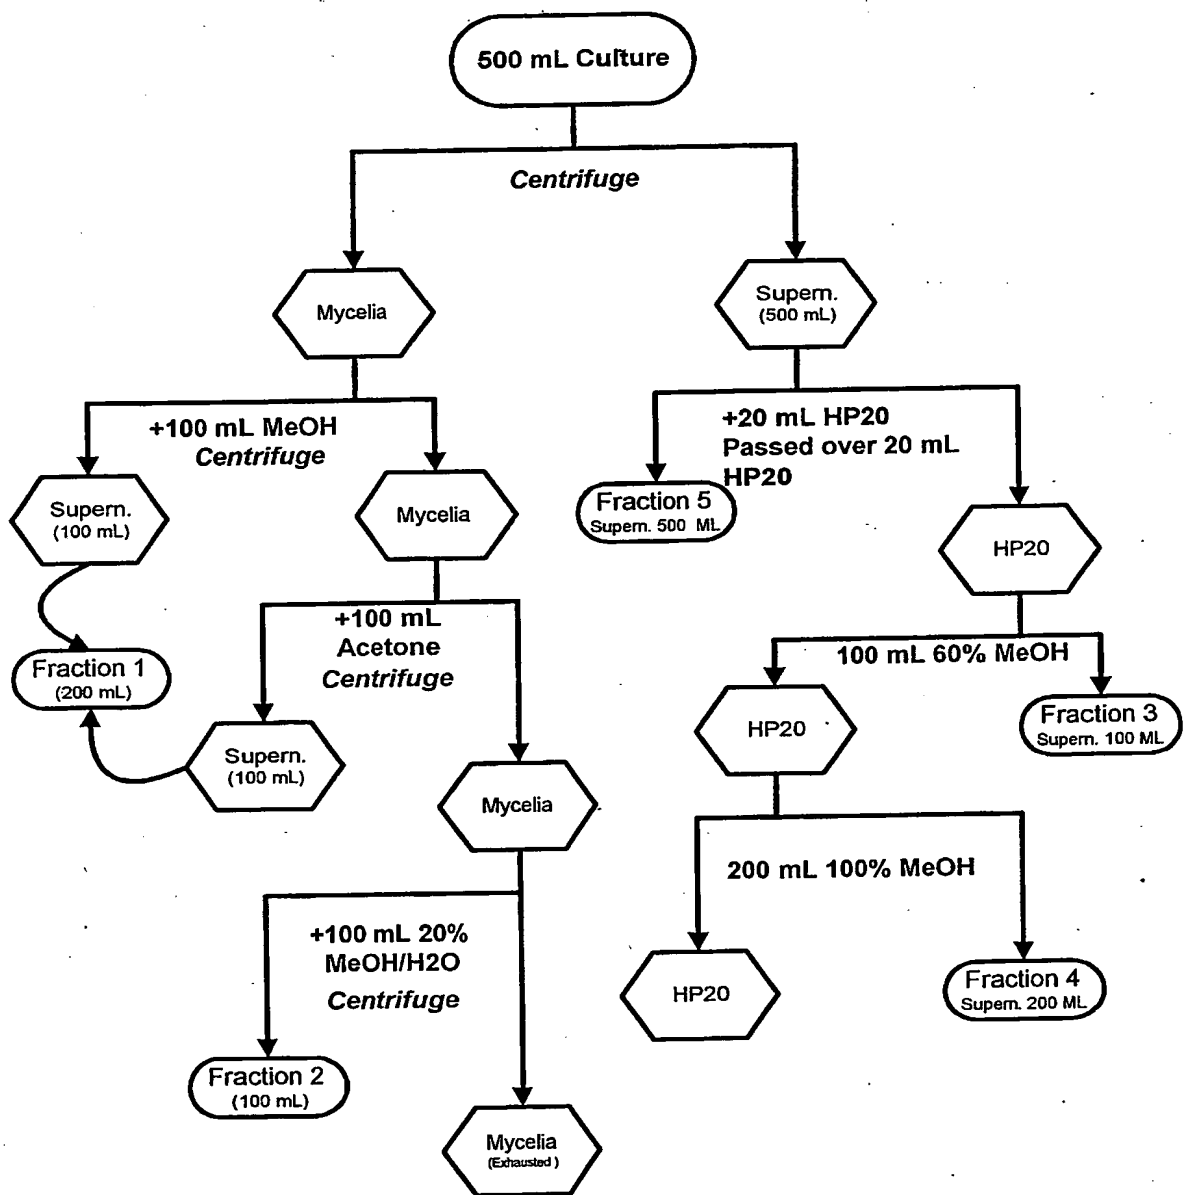 500 mL Culture
Centrifuge
Mycelia
Supern.
(500 mL)
+100 mL MeOH
Centrifuge
+20 mL HP20
Passed over 20 mL
HP20
Supern.
(100 mL)
Mycelia
Fraction 5
Supern. 500 ML
HP20
+100 mL
Acetone
Centrifuge
100 mL 60% MeOH
Fraction 1
(200 mL)
Fraction 3
Supern. 100 ML
HP20
Supern.
(100 mL)
Mycelia
200 mL 100% MeOH
+100 mL 20%
MeOH/H2O
Centrifuge
HP20
Fraction 4
Supern. 200 ML
Fraction 2
(100 mL)
Mycelia
(Exhausted )